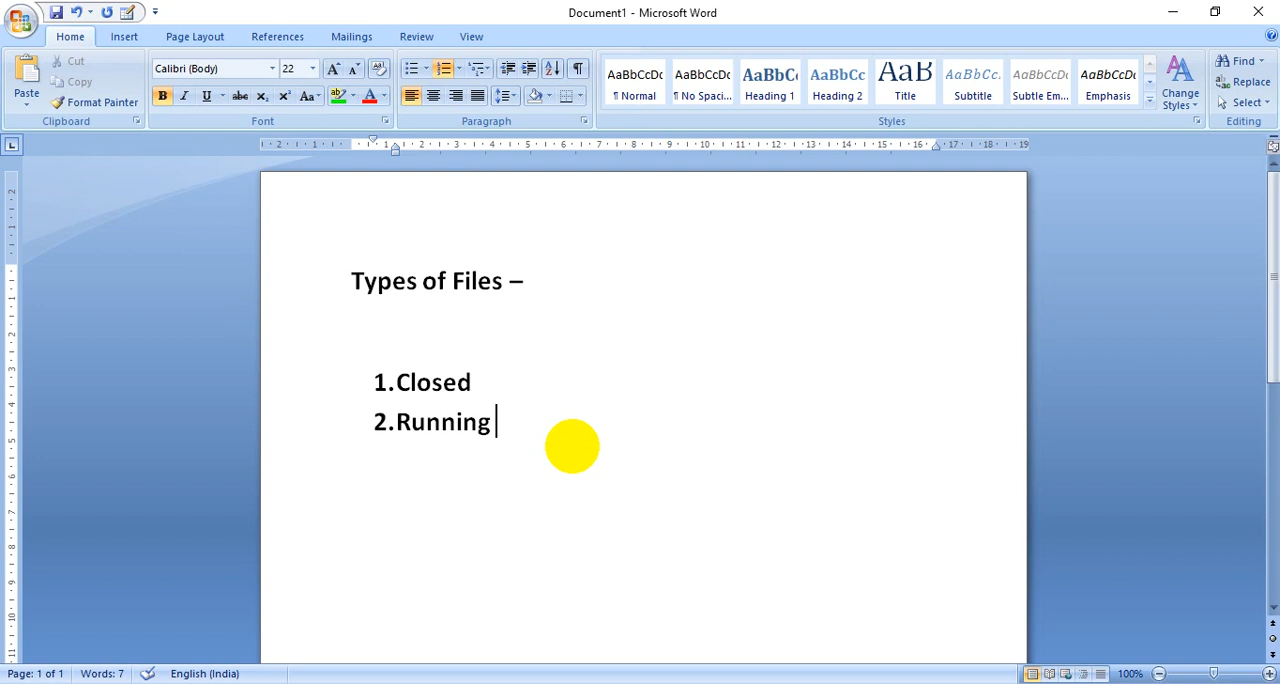 Document1 - Microsoft Word
Home Insert Page Layout References Mailings Review View
Paste
Cut
Copy
Format Painter
Clipboard
Calibri (Body) 22
Font
Paragraph
AaBbCcDc AaBbCcDc AaBbCc AaBbCc AaB AaBbCc. AaBbCcDc AaBbCcDc
¶ Normal ¶ No Spaci... Heading 1 Heading 2 Title Subtitle Subtle Em... Emphasis
Change
Styles
Styles
Find
Replace
Select
Editing
Types of Files –
1.Closed
2.Running
Page: 1 of 1 Words: 7 English (India) 100%